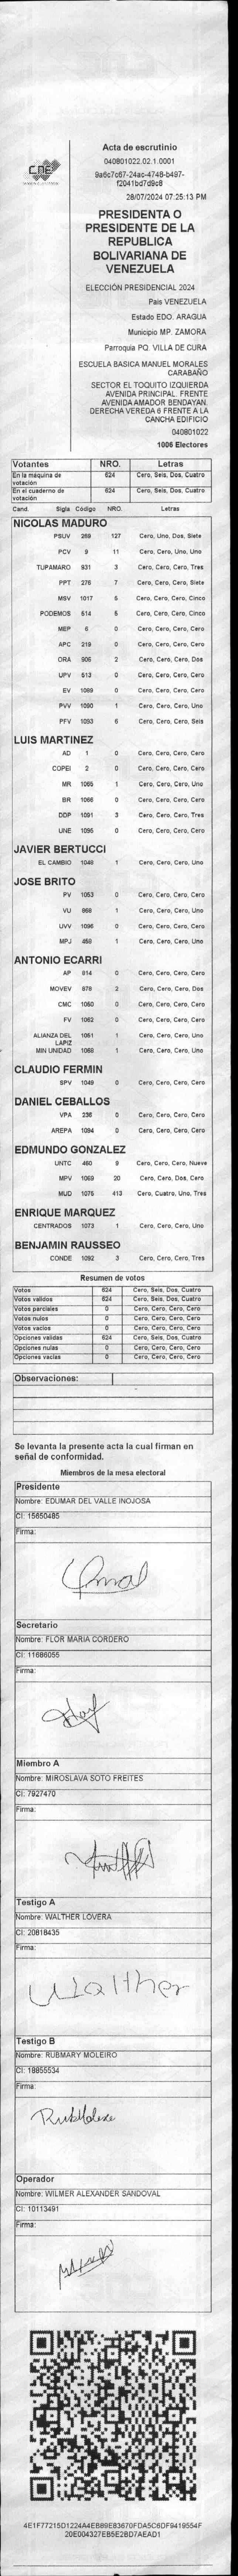 CNE
Acta de escrutinio
040801022.02.1.0001
9a6c7c67-24ac-4748-b497-
f2041bd7d9c8
28/07/2024 07:25:13 PM
PRESIDENTA O
PRESIDENTE DE LA
REPUBLICA
BOLIVARIANA DE
VENEZUELA
ELECCIÓN PRESIDENCIAL 2024
Pais VENEZUELA
Estado EDO. ARAGUA
Municipio MP. ZAMORA
Parroquia PQ. VILLA DE CURA
ESCUELA BASICA MANUEL MORALES
CARABAÑO
SECTOR EL TOQUITO IZQUIERDA
AVENIDA PRINCIPAL. FRENTE
AVENIDA AMADOR BENDAYAN.
DERECHA VEREDA 6 FRENTE A LA
CANCHA EDIFICIO
040801022
1006 Electores
Votantes NRO. Letras
En la máquina de votación 624 Cero, Seis, Dos, Cuatro
En el cuaderno de votación 624 Cero, Seis, Dos, Cuatro
Cand. Sigla Código NRO. Letras
NICOLAS MADURO
PSUV 269 127 Cero, Uno, Dos, Siete
PCV 9 11 Cero, Cero, Uno, Uno
TUPAMARO 931 3 Cero, Cero, Cero, Tres
PPT 276 7 Cero, Cero, Cero, Siete
MSV 1017 5 Cero, Cero, Cero, Cinco
PODEMOS 514 5 Cero, Cero, Cero, Cinco
MEP 6 0 Cero, Cero, Cero, Cero
APC 219 0 Cero, Cero, Cero, Cero
ORA 906 2 Cero, Cero, Cero, Dos
UPV 513 0 Cero, Cero, Cero, Cero
EV 1089 0 Cero, Cero, Cero, Cero
PVV 1090 1 Cero, Cero, Cero, Uno
PFV 1093 6 Cero, Cero, Cero, Seis
LUIS MARTINEZ
AD 1 0 Cero, Cero, Cero, Cero
COPEI 2 0 Cero, Cero, Cero, Cero
MR 1065 1 Cero, Cero, Cero, Uno
BR 1066 0 Cero, Cero, Cero, Cero
DDP 1091 3 Cero, Cero, Cero, Tres
UNE 1095 0 Cero, Cero, Cero, Cero
JAVIER BERTUCCI
EL CAMBIO 1048 1 Cero, Cero, Cero, Uno
JOSE BRITO
PV 1053 0 Cero, Cero, Cero, Cero
VU 868 1 Cero, Cero, Cero, Uno
UVV 1096 0 Cero, Cero, Cero, Cero
MPJ 458 1 Cero, Cero, Cero, Uno
ANTONIO ECARRI
AP 814 0 Cero, Cero, Cero, Cero
MOVEV 878 2 Cero, Cero, Cero, Dos
CMC 1050 0 Cero, Cero, Cero, Cero
FV 1062 0 Cero, Cero, Cero, Cero
ALIANZA DEL LAPIZ 1051 1 Cero, Cero, Cero, Uno
MIN UNIDAD 1068 1 Cero, Cero, Cero, Uno
CLAUDIO FERMIN
SPV 1049 0 Cero, Cero, Cero, Cero
DANIEL CEBALLOS
VPA 236 0 Cero, Cero, Cero, Cero
AREPA 1094 0 Cero, Cero, Cero, Cero
EDMUNDO GONZALEZ
UNTC 460 9 Cero, Cero, Cero, Nueve
MPV 1069 20 Cero, Cero, Dos, Cero
MUD 1075 413 Cero, Cuatro, Uno, Tres
ENRIQUE MARQUEZ
CENTRADOS 1073 1 Cero, Cero, Cero, Uno
BENJAMIN RAUSSEO
CONDE 1092 3 Cero, Cero, Cero, Tres
Resumen de votos
Votos 624 Cero, Seis, Dos, Cuatro
Votos validos 624 Cero, Seis, Dos, Cuatro
Votos parciales 0 Cero, Cero, Cero, Cero
Votos nulos 0 Cero, Cero, Cero, Cero
Votos vacios 0 Cero, Cero, Cero, Cero
Opciones validas 624 Cero, Seis, Dos, Cuatro
Opciones nulas 0 Cero, Cero, Cero, Cero
Opciones vacias 0 Cero, Cero, Cero, Cero
Observaciones:
Se levanta la presente acta la cual firman en
señal de conformidad.
Miembros de la mesa electoral
Presidente
Nombre: EDUMAR DEL VALLE INOJOSA
CI: 15650485
Firma:
Secretario
Nombre: FLOR MARIA CORDERO
CI: 11686055
Firma:
Miembro A
Nombre: MIROSLAVA SOTO FREITES
CI: 7927470
Firma:
Testigo A
Nombre: WALTHER LOVERA
CI: 20818435
Firma:
Walther
Testigo B
Nombre: RUBMARY MOLEIRO
CI: 18855534
Firma:
Operador
Nombre: WILMER ALEXANDER SANDOVAL
CI: 10113491
Firma:
4E1F77215D1224A4EB89E83670FDA5C6DF9419554F
20E004327EB5E2BD7AEAD1